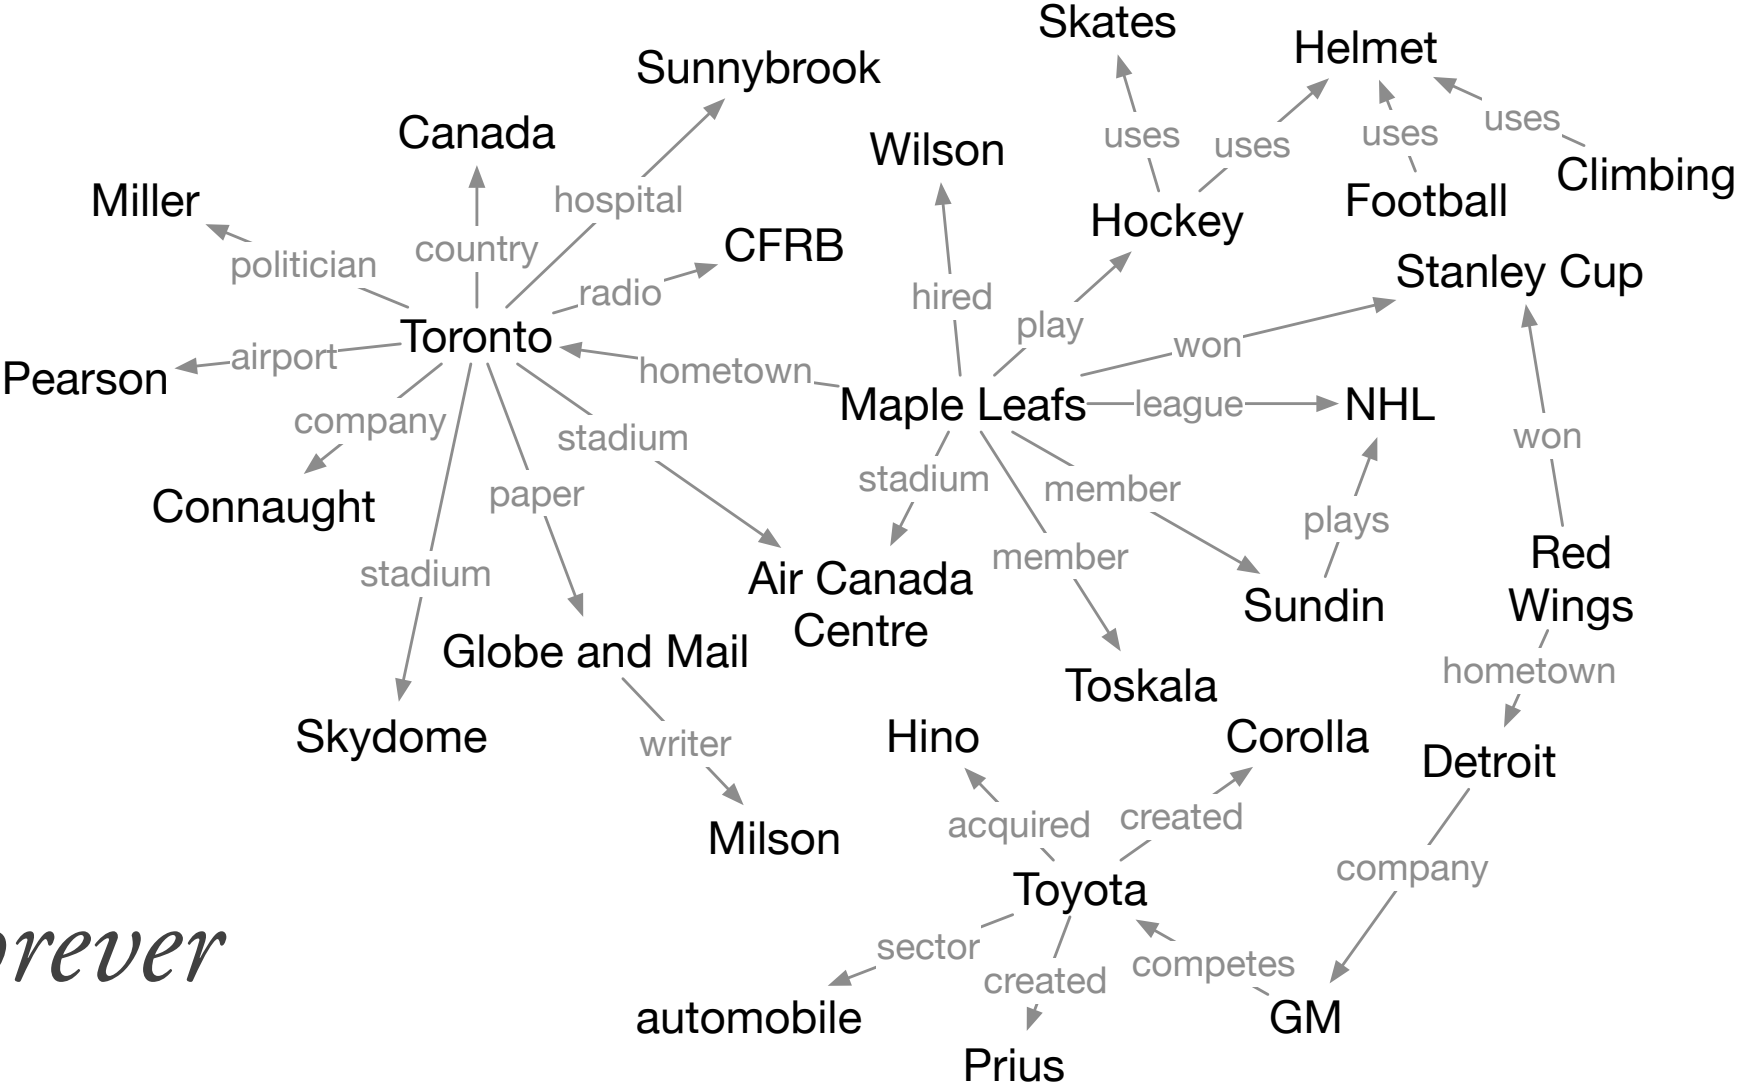 Skates
Helmet
Sunnybrook
uses
Canada
uses
uses
uses
Wilson
Climbing
Miller
hospital
Football
Hockey
country
CFRB
politician
Stanley Cup
radio
hired
play
Toronto
won
airport
hometown
Pearson
Maple Leafs
league
NHL
company
stadium
won
stadium
member
paper
Connaught
plays
member
Red
Wings
stadium
Air Canada
Centre
Sundin
Globe and Mail
hometown
Toskala
Skydome
writer
Hino
Corolla
Detroit
acquired
created
Milson
company
Toyota
sector
competes
created
automobile
GM
Prius